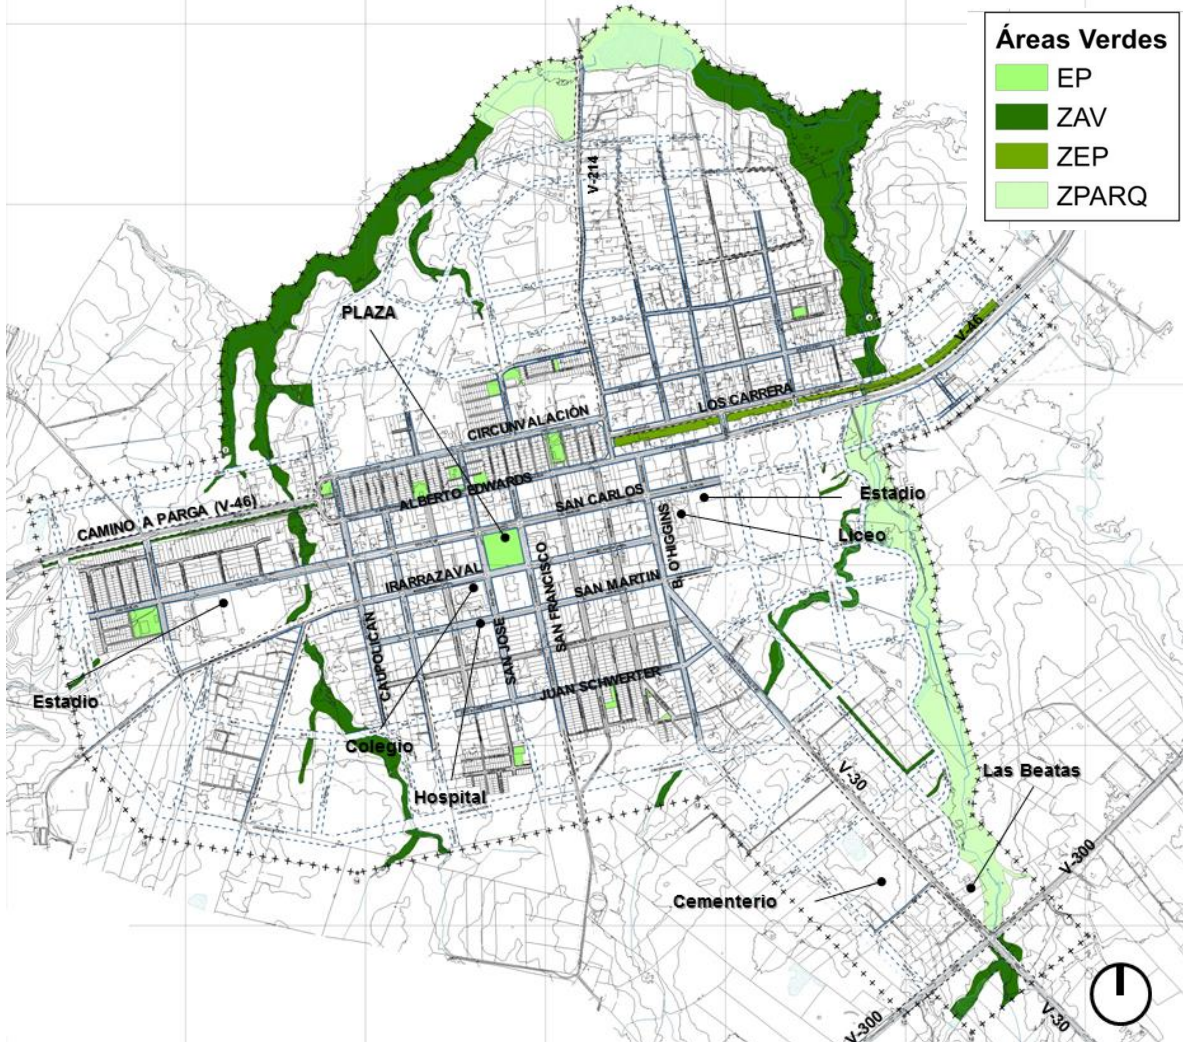 Áreas Verdes
EP
ZAV
ZEP
ZPARQ
V-214
PLAZA
V-46
LOS CARRERA
CIRCUNVALACIÓN
ALBERTO EDWARDS
SAN CARLOS
Estadio
CAMINO A PARGA (V-46)
Liceo
B. O'HIGGINS
IRARRAZAVAL
SAN FRANCISCO
SAN MARTIN
CAUPOLICAN
SAN JOSE
JUAN SCHWERTER
Estadio
Colegio
Hospital
V-30
Las Beatas
V-300
Cementerio
V-300
V-30